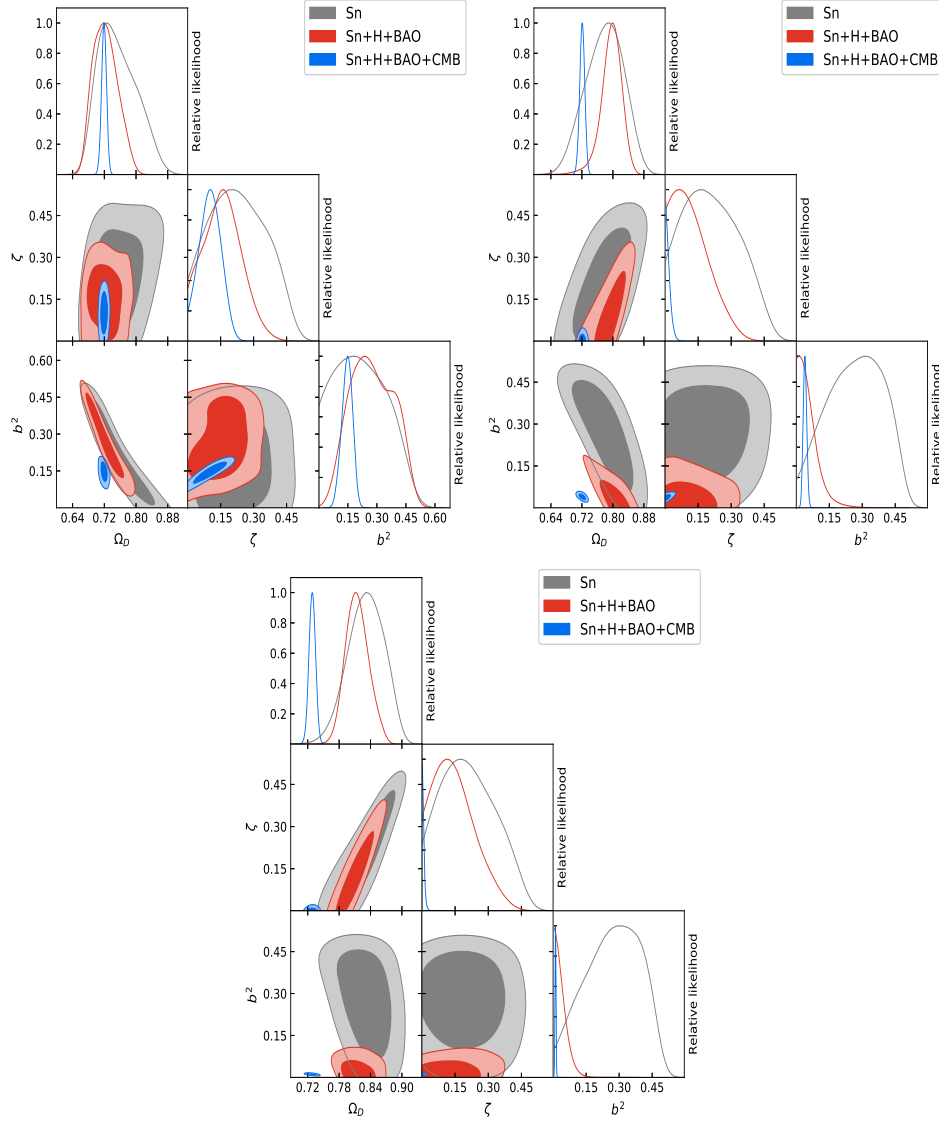 Sn
Sn+H+BAO
Sn+H+BAO+CMB
1.0
0.8
0.6
0.4
0.2
Relative likelihood
0.45
0.30
0.15
ζ
Relative likelihood
0.60
0.45
0.30
0.15
b²
Relative likelihood
0.64 0.72 0.80 0.88
0.15 0.30 0.45
0.15 0.30 0.45 0.60
Ω_D
ζ
b²
Sn
Sn+H+BAO
Sn+H+BAO+CMB
1.0
0.8
0.6
0.4
0.2
Relative likelihood
0.45
0.30
0.15
ζ
Relative likelihood
0.60
0.45
0.30
0.15
b²
Relative likelihood
0.64 0.72 0.80 0.88
0.15 0.30 0.45
0.15 0.30 0.45
Ω_D
ζ
b²
Sn
Sn+H+BAO
Sn+H+BAO+CMB
1.0
0.8
0.6
0.4
0.2
Relative likelihood
0.45
0.30
0.15
ζ
Relative likelihood
0.45
0.30
0.15
b²
Relative likelihood
0.72 0.78 0.84 0.90
0.15 0.30 0.45
0.15 0.30 0.45
Ω_D
ζ
b²